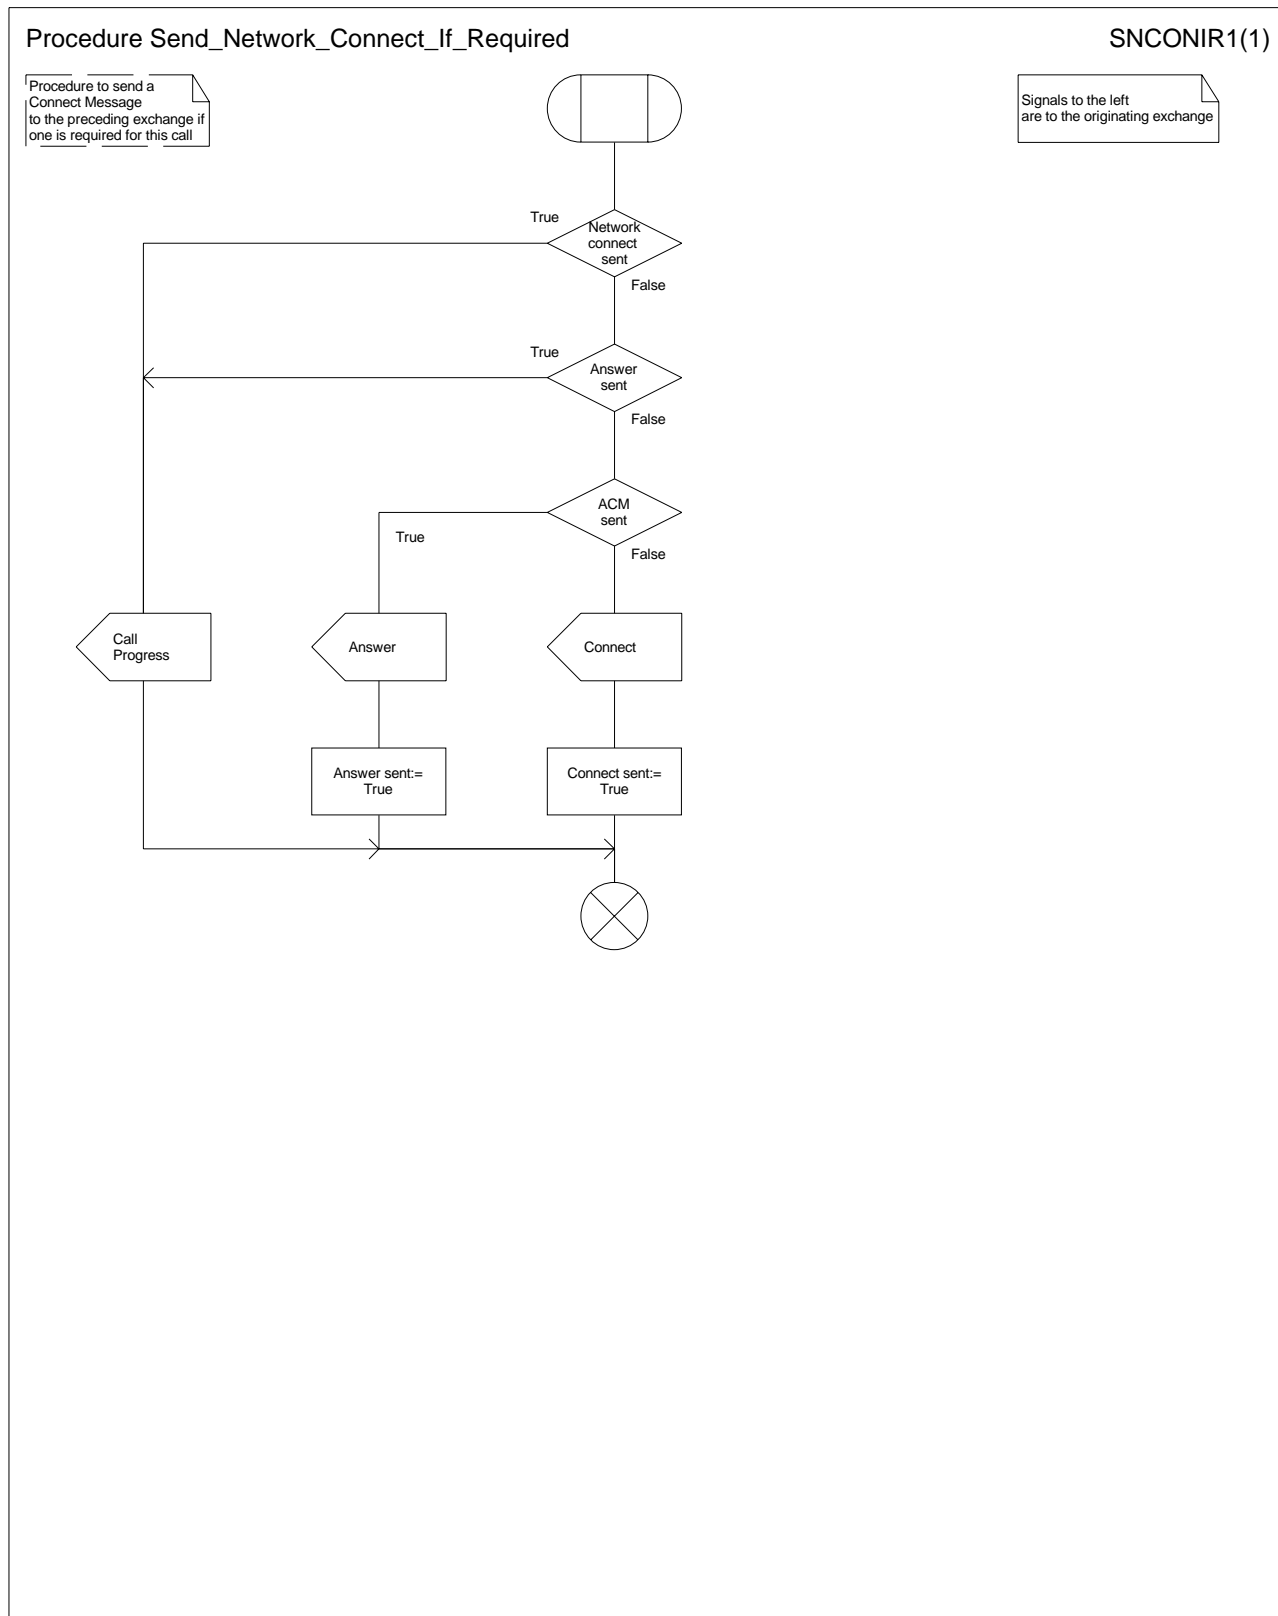 Procedure Send_Network_Connect_If_Required
SNCONIR1(1)
Procedure to send a
Connect Message
to the preceding exchange if
one is required for this call
Signals to the left
are to the originating exchange
True
Network
connect
sent
False
True
Answer
sent
False
ACM
sent
True
False
Call
Progress
Answer
Connect
Answer sent:=
True
Connect sent:=
True